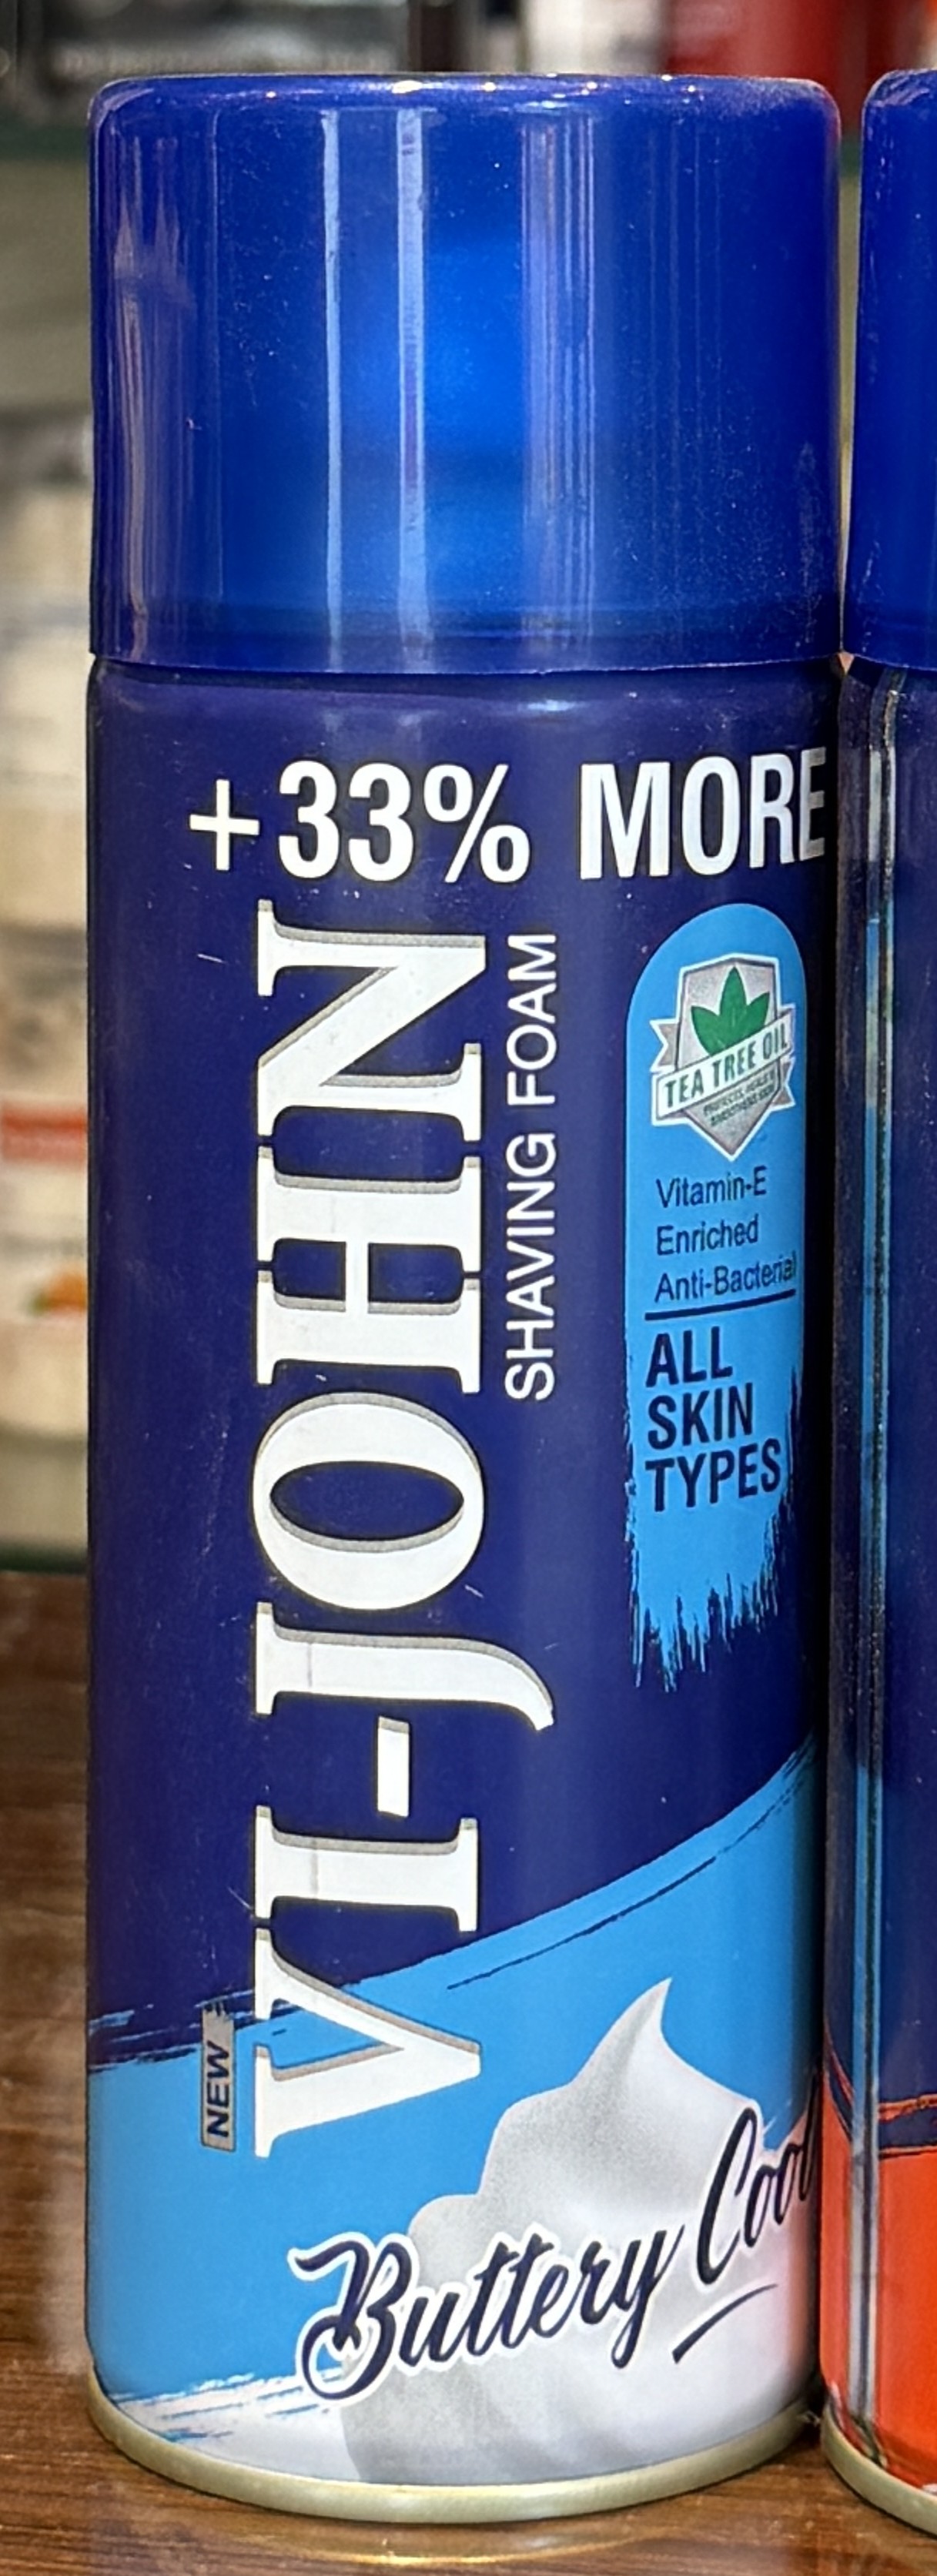 +33% MORE
VI-JOHN
SHAVING FOAM
TEA TREE OIL
Vitamin-E
Enriched
Anti-Bacterial
ALL
SKIN
TYPES
NEW
Buttery Cool